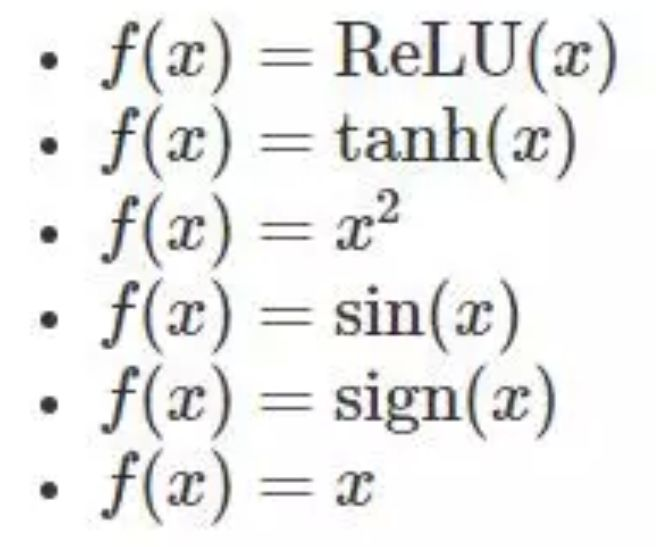 • f(x) = ReLU(x)
• f(x) = tanh(x)
• f(x) = x²
• f(x) = sin(x)
• f(x) = sign(x)
• f(x) = x